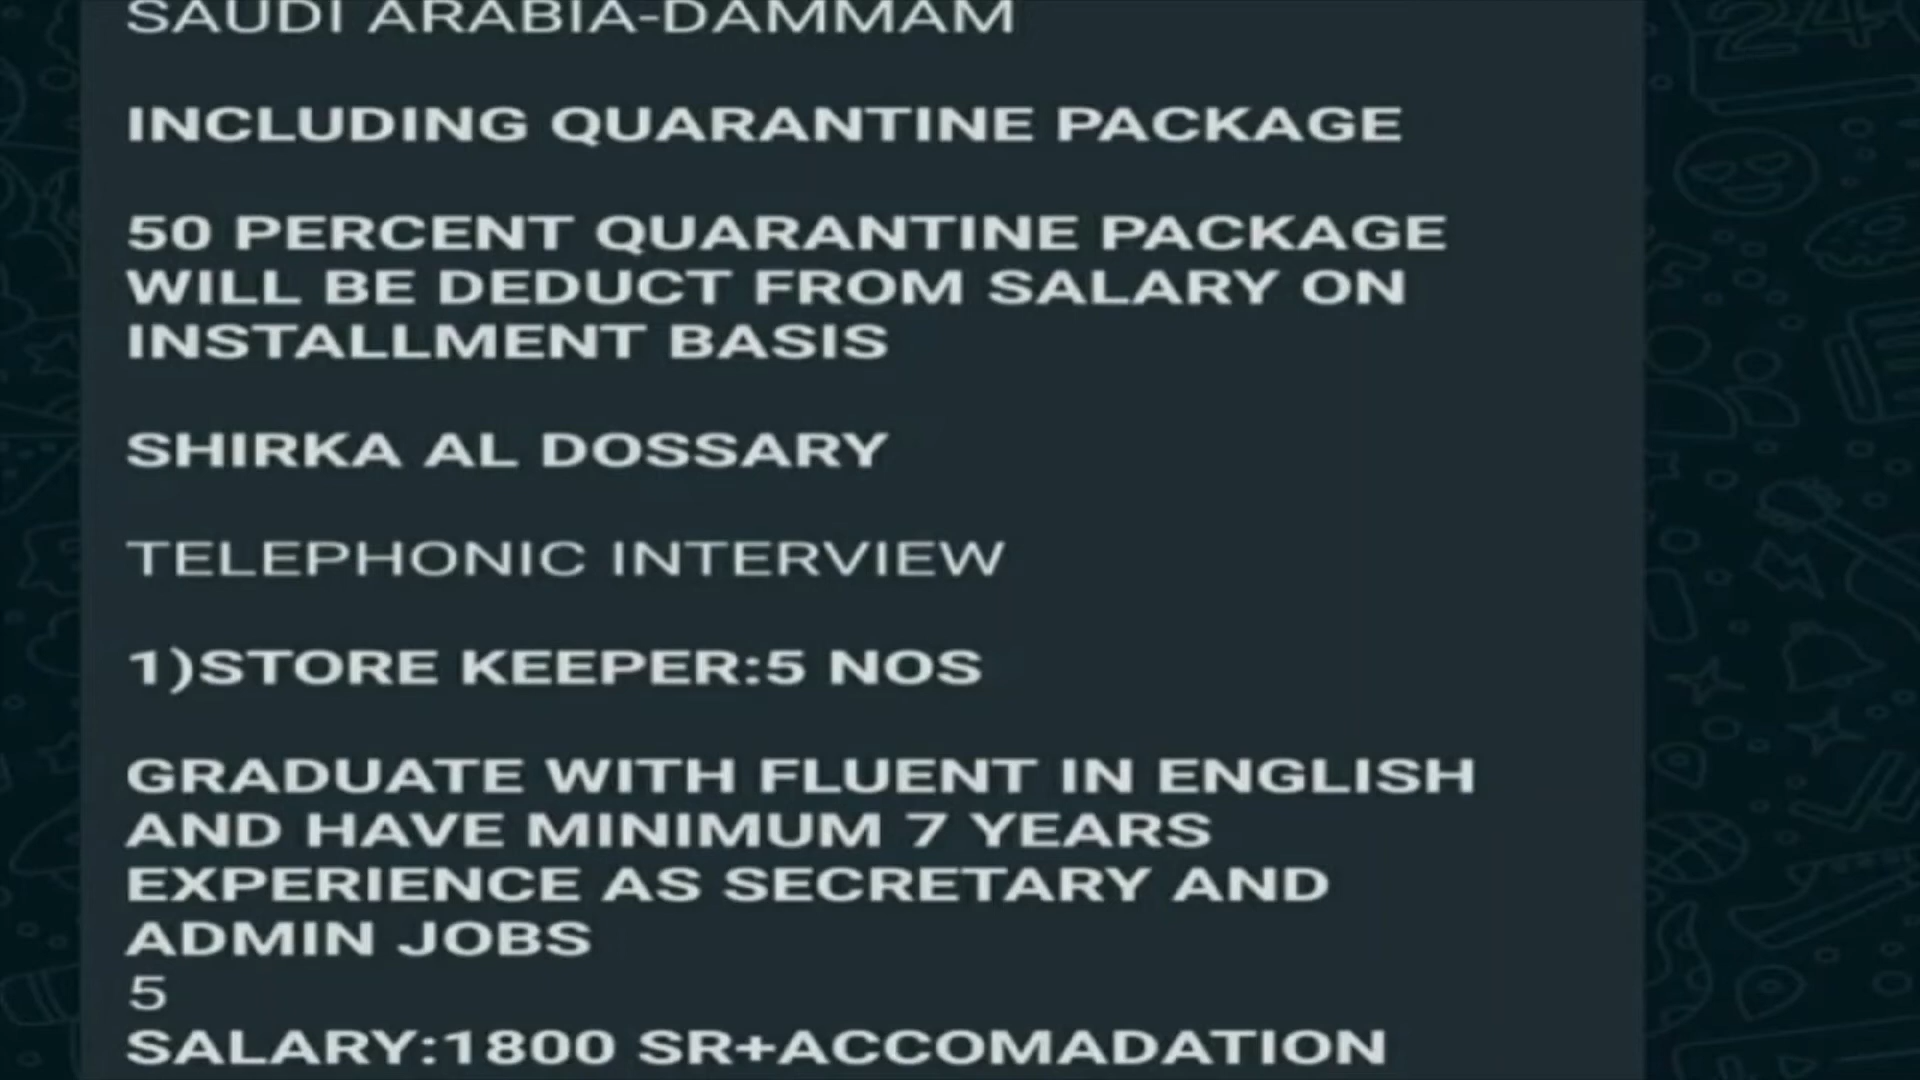 SAUDI ARABIA-DAMMAM
INCLUDING QUARANTINE PACKAGE
50 PERCENT QUARANTINE PACKAGE
WILL BE DEDUCT FROM SALARY ON
INSTALLMENT BASIS
SHIRKA AL DOSSARY
TELEPHONIC INTERVIEW
1)STORE KEEPER:5 NOS
GRADUATE WITH FLUENT IN ENGLISH
AND HAVE MINIMUM 7 YEARS
EXPERIENCE AS SECRETARY AND
ADMIN JOBS
5
SALARY:1800 SR+ACCOMADATION